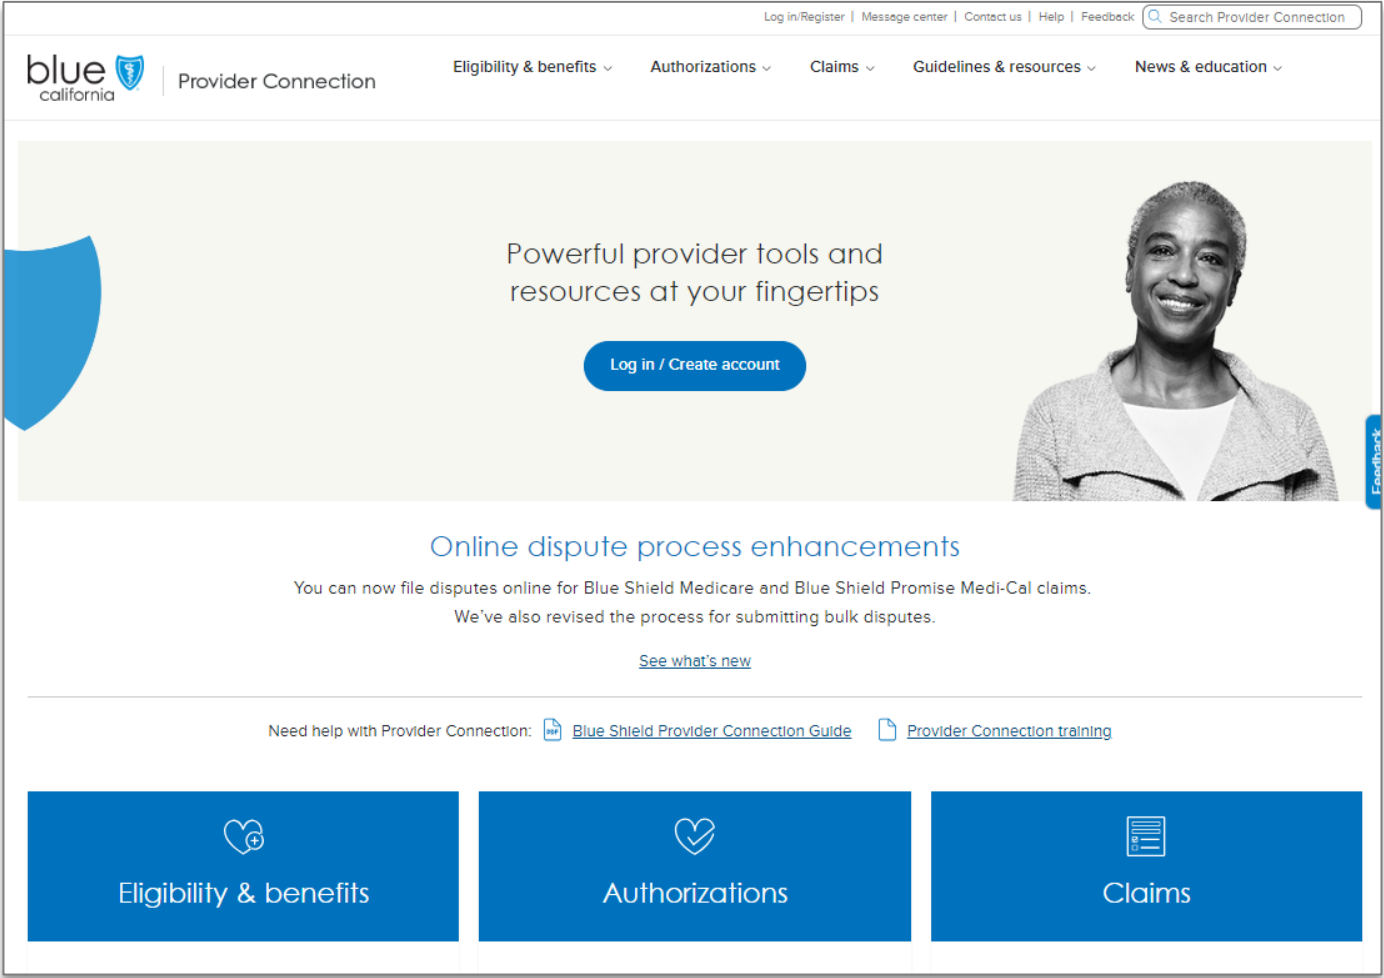 Log in/Register | Message center | Contact us | Help | Feedback Search Provider Connection
blue
california
Provider Connection
Eligibility & benefits Authorizations Claims Guidelines & resources News & education
Powerful provider tools and
resources at your fingertips
Log in / Create account
Feedback
Online dispute process enhancements
You can now file disputes online for Blue Shield Medicare and Blue Shield Promise Medi-Cal claims.
We've also revised the process for submitting bulk disputes.
See what's new
Need help with Provider Connection: PDF Blue Shield Provider Connection Guide Provider Connection training
Eligibility & benefits Authorizations Claims